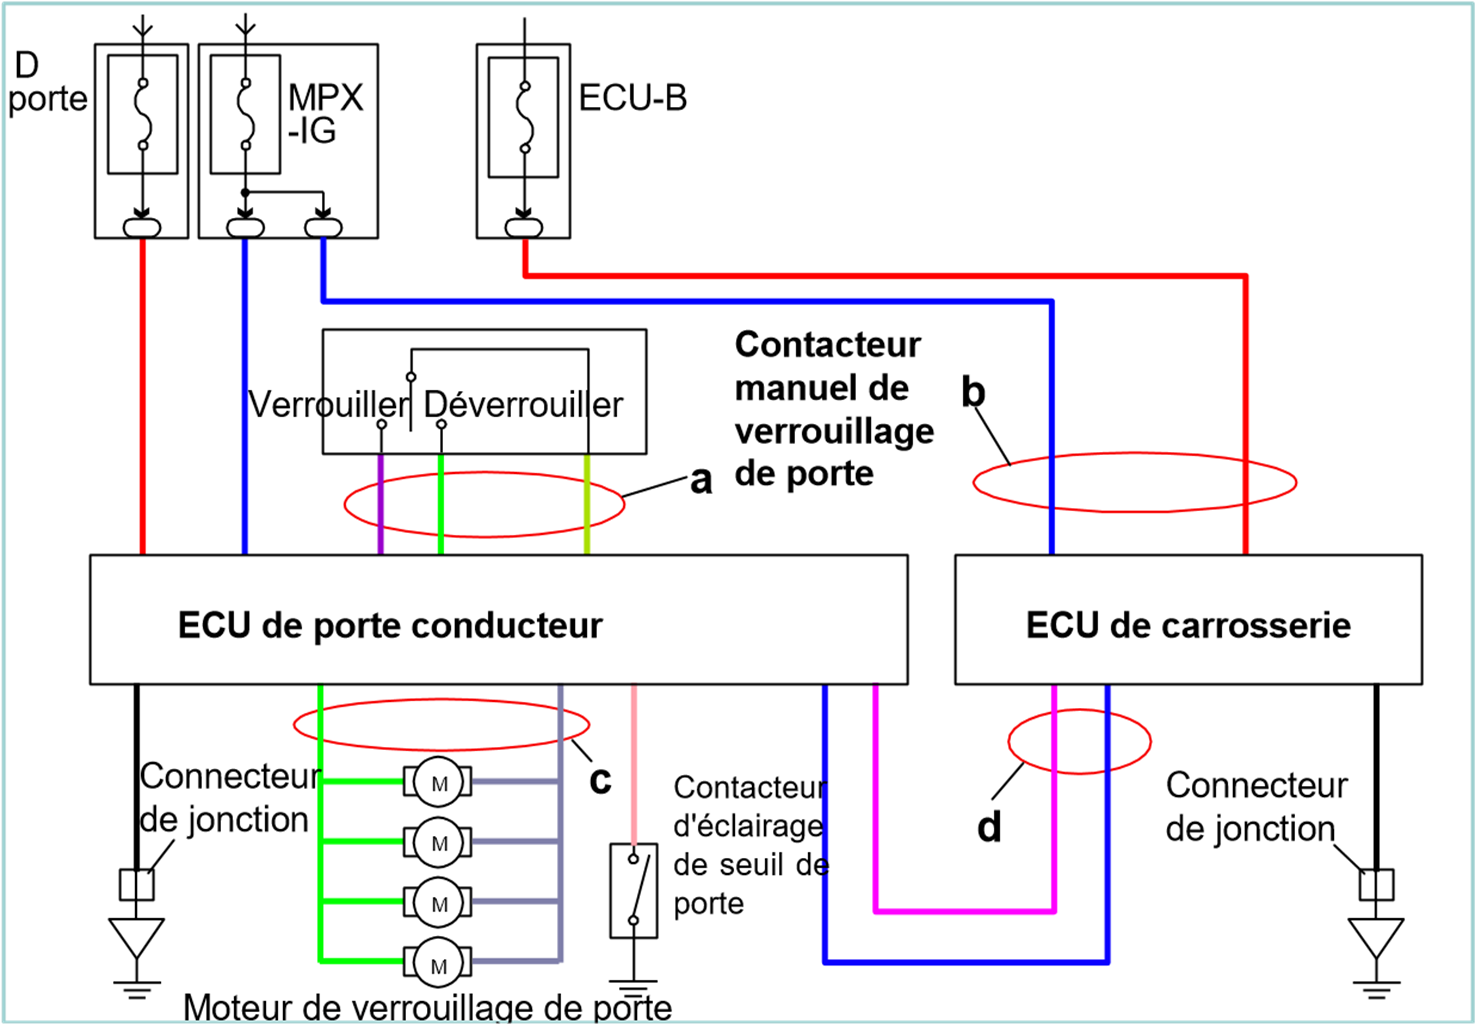 D
porte
MPX
-IG
ECU-B
Verrouiller
Déverrouiller
Contacteur
manuel de
verrouillage
de porte
a
b
ECU de porte conducteur
ECU de carrosserie
Connecteur
de jonction
M
M
M
M
c
Contacteur
d'éclairage
de seuil de
porte
d
Connecteur
de jonction
Moteur de verrouillage de porte